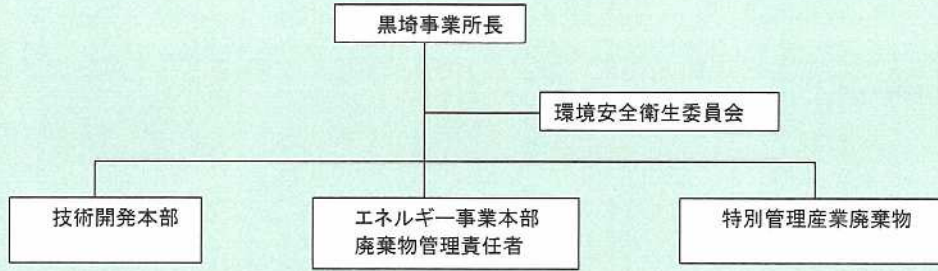 黒埼事業所長
環境安全衛生委員会
技術開発本部
エネルギー事業本部
廃棄物管理責任者
特別管理産業廃棄物